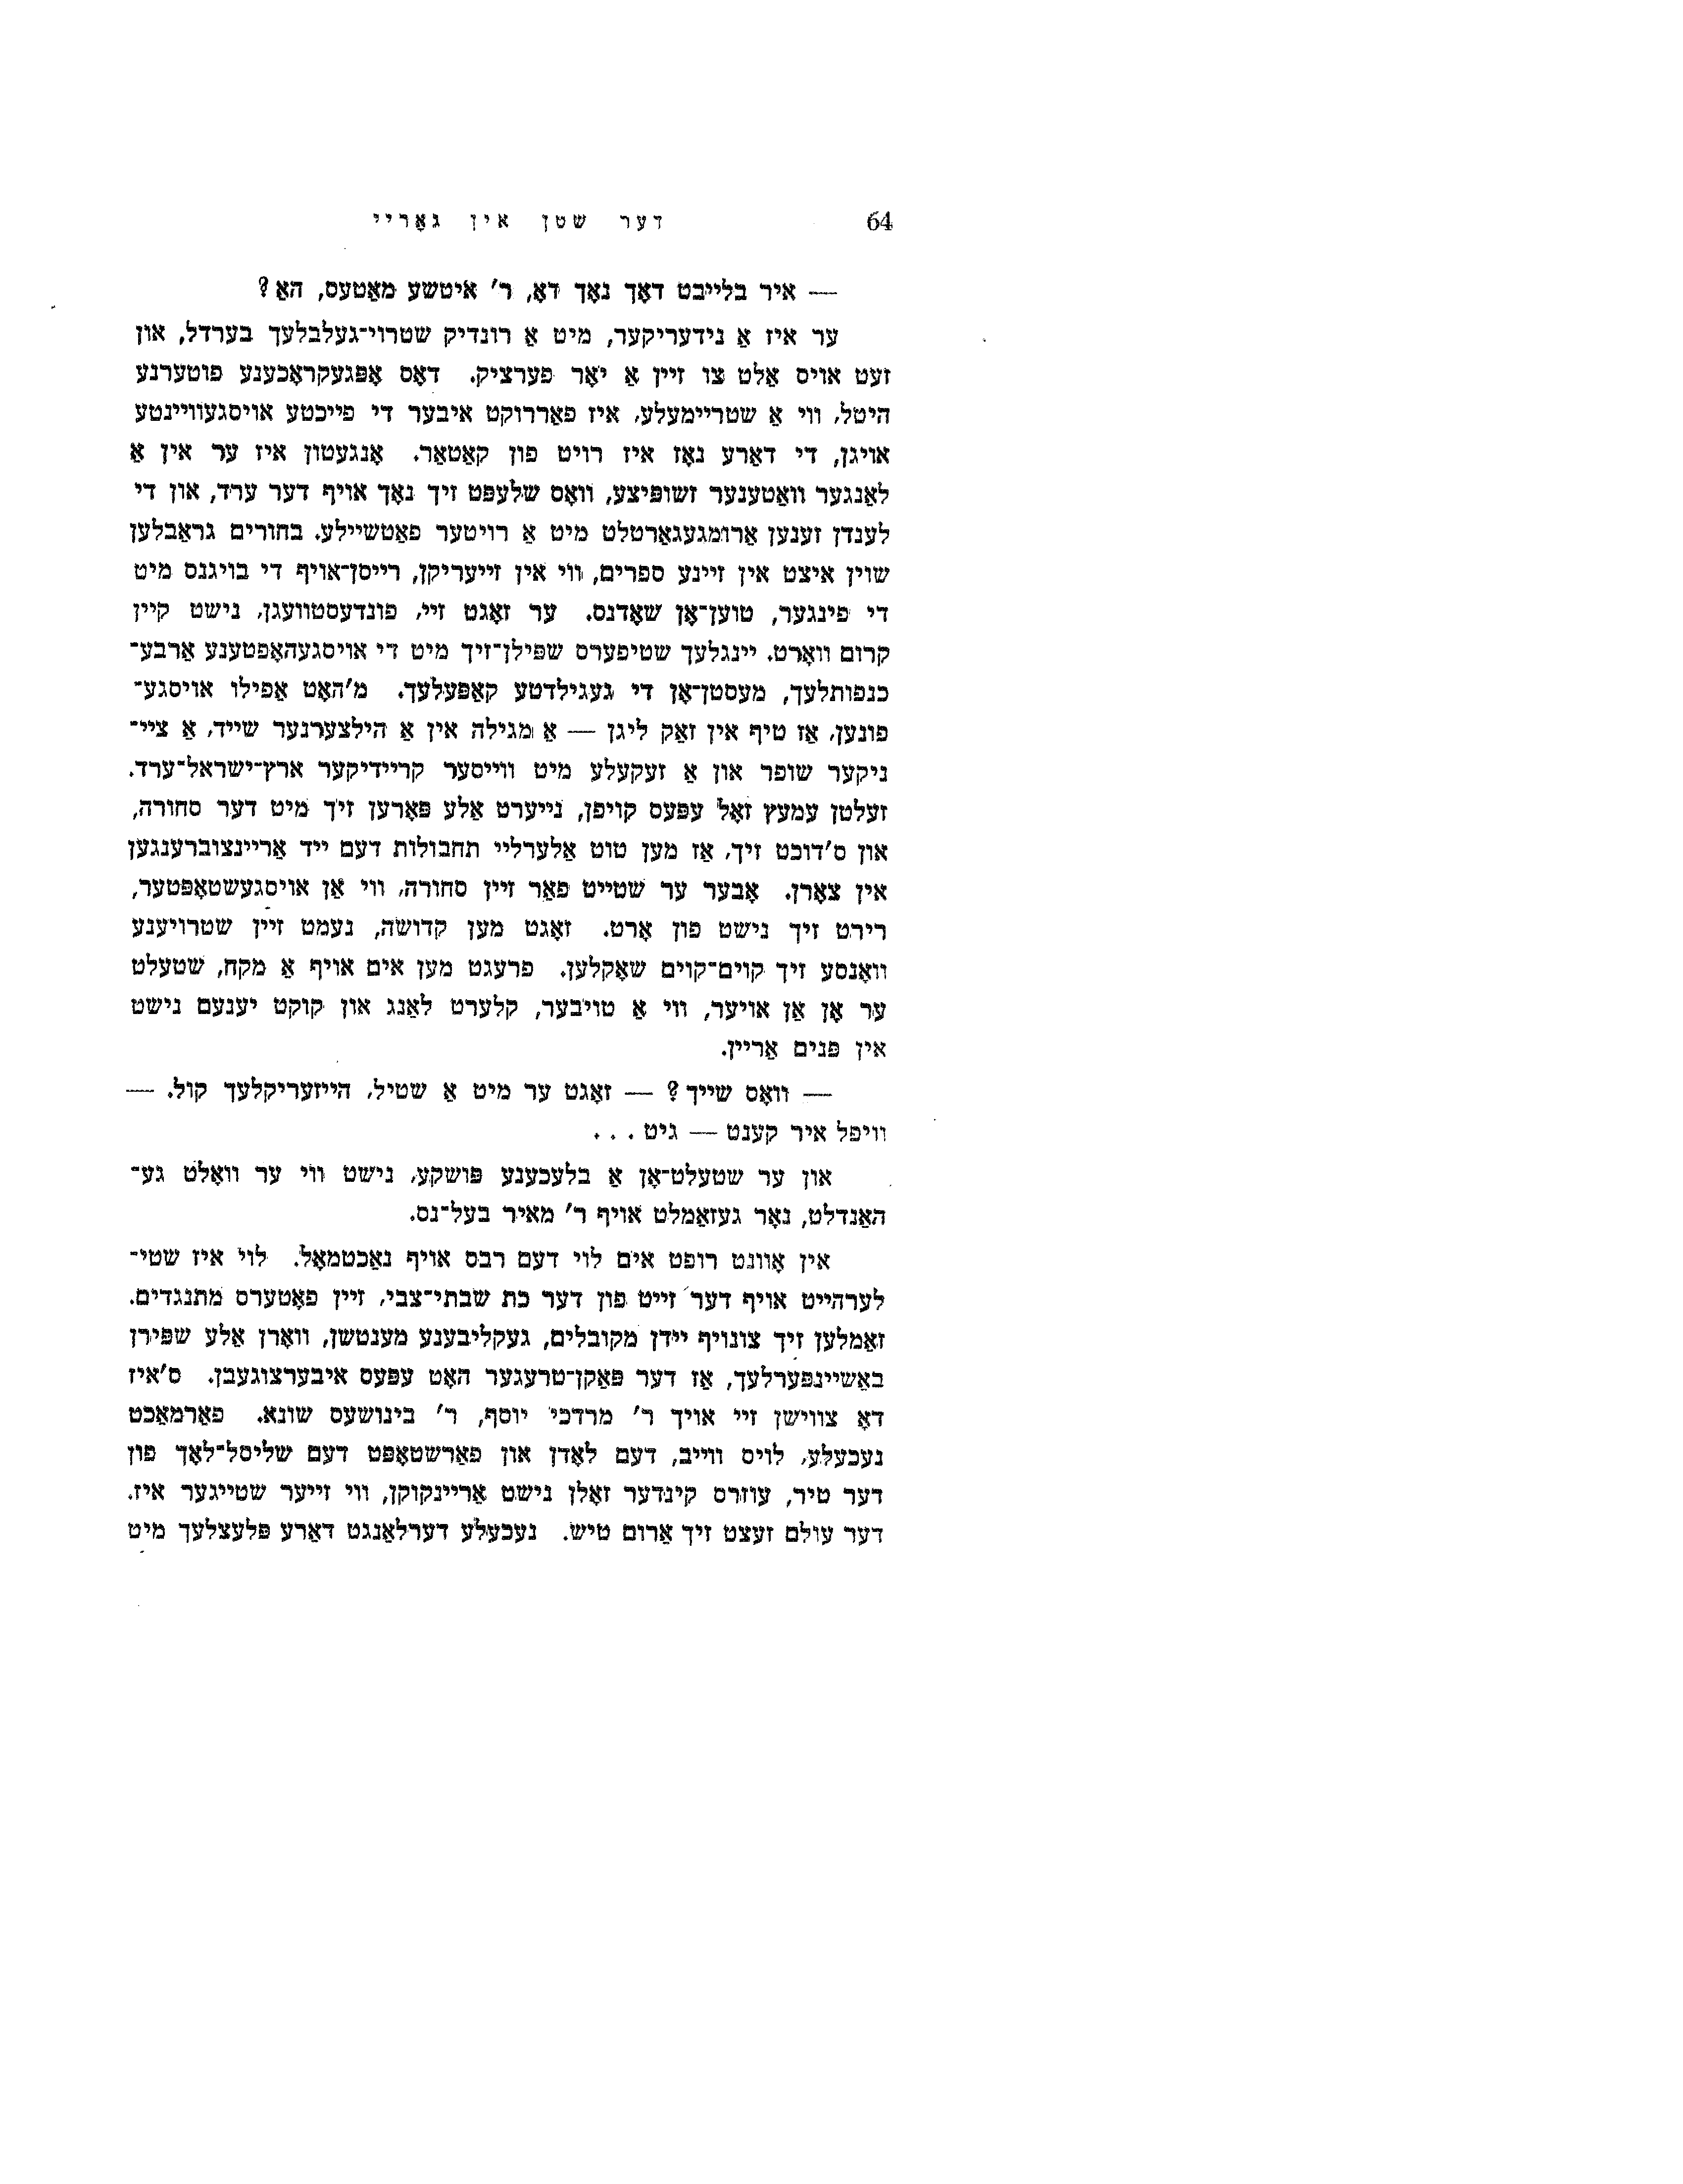 64 דער שטן אין גאָריי
— איר בלייבט דאָך נאָך דאָ, ר' איטשע מאַטעס, האַ?
ער איז אַ נידעריקער, מיט אַ רונדיק שטרוי־געלבלעך בערדל, און
זעט אויס אַלט צו זיין אַ יאָר פערציק. דאָס אָפּגעקראָכענע פוטערנע
היטל, ווי אַ שטריימעלע, איז פאַררוקט איבער די פייכטע אויסגעוויינטע
אויגן, די דאַרע נאָז איז רויט פון קאַטאַר. אָנגעטון איז ער אין אַ
לאַנגער וואַטענער זשופּיצע, וואָס שלעפּט זיך נאָך אויף דער ערד, און די
לענדן זענען אַרומגעגאַרטלט מיט אַ רויטער פאַטשיילע. בחורים גראַבלען
שוין איצט אין זיינע ספרים, ווי אין זייעריקן, רייסן־אויף די בויגנס מיט
די פינגער, טוען־אָן שאָדנס. ער זאָגט זיי, פונדעסטוועגן, נישט קיין
קרום וואָרט. יינגלעך שטיפערס שפּילן־זיך מיט די אויסגעהאָפטענע אַרבע־
כנפותלעך, מעסטן־אָן די געגילדטע קאַפּעלעך. מ'האָט אַפילו אויסגע־
פונען, אַז טיף אין זאַק ליגן — אַ מגילה אין אַ הילצערנער שייד, אַ ציי־
ניקער שופר און אַ זעקעלע מיט ווייסער קריידיקער ארץ־ישראל־ערד.
זעלטן עמעץ זאָל עפּעס קויפן, נייערט אַלע פּאָרען זיך מיט דער סחורה,
און ס'דוכט זיך, אַז מען טוט אַלערליי תחבולות דעם ייד אַריינצוברענגען
אין צאָרן. אָבער ער שטייט פאַר זיין סחורה, ווי אַן אויסגעשטאָפּטער,
רירט זיך נישט פון אָרט. זאָגט מען קדושה, נעמט זיין שטרויענע
וואָנסע זיך קוים־קוים שאָקלען. פרעגט מען אים אויף אַ מקח, שטעלט
ער אָן אַן אויער, ווי אַ טויבער, קלערט לאַנג און קוקט יענעם נישט
אין פּנים אַריין.
— וואָס שייך? — זאָגט ער מיט אַ שטיל, הייזעריקלעך קול. —
וויפל איר קענט — גיט . . .
און ער שטעלט־אָן אַ בלעכענע פּושקע, נישט ווי ער וואָלט גע־
האַנדלט, נאָר געזאַמלט אויף ר' מאיר בעל־נס.
אין אָוונט רופט אים לוי דעם רבס אויף נאַכטמאָל. לוי איז שטי־
לערהייט אויף דער זייט פון דער כת שבתי־צבי, זיין פאָטערס מתנגדים.
זאַמלען זיך צונויף יידן מקובלים, געקליבענע מענטשן, וואָרן אַלע שפּירן
באַשיינפּערלעך, אַז דער פּאַקן־טרעגער האָט עפּעס איבערצוגעבן. ס'איז
דאָ צווישן זיי אויך ר' מרדכי יוסף, ר' בינושעס שונא. פאַרמאַכט
נעכעלע, לויס ווייב, דעם לאָדן און פאַרשטאָפּט דעם שליסל־לאָך פון
דער טיר, עוזרס קינדער זאָלן נישט אַריינקוקן, ווי זייער שטייגער איז.
דער עולם זעצט זיך אַרום טיש. נעכעלע דערלאַנגט דאַרע פּלעצלעך מיט